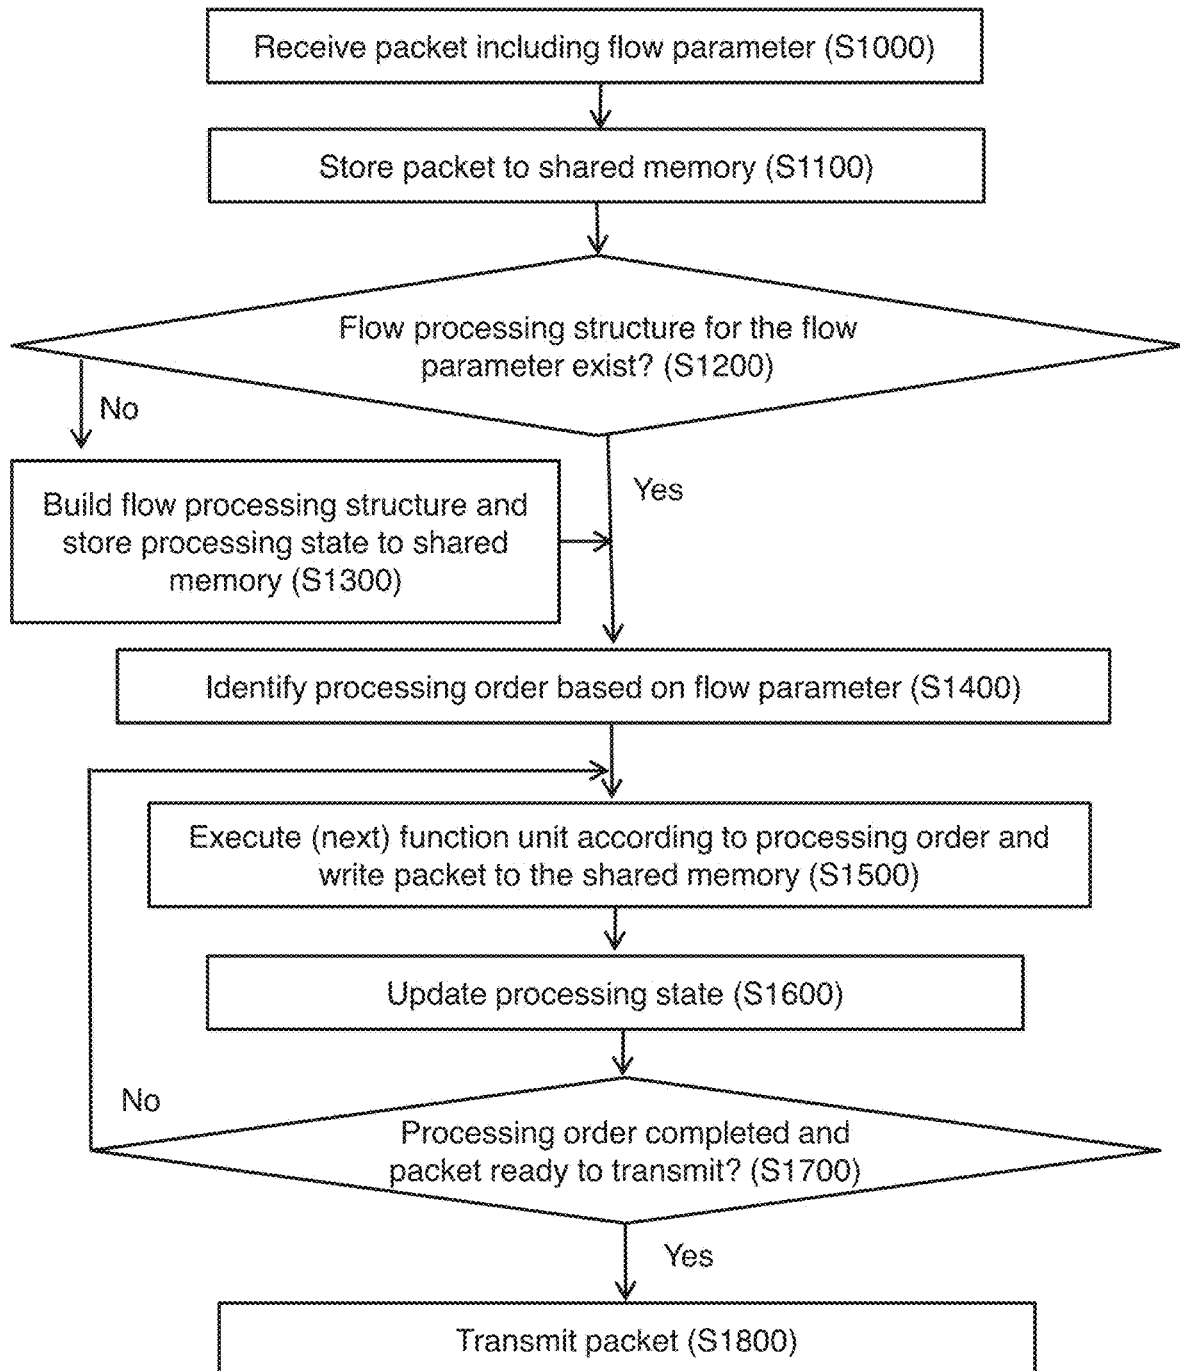 Receive packet including flow parameter (S1000)
Store packet to shared memory (S1100)
Flow processing structure for the flow
parameter exist? (S1200)
No
Yes
Build flow processing structure and
store processing state to shared
memory (S1300)
Identify processing order based on flow parameter (S1400)
Execute (next) function unit according to processing order and
write packet to the shared memory (S1500)
Update processing state (S1600)
No
Processing order completed and
packet ready to transmit? (S1700)
Yes
Transmit packet (S1800)